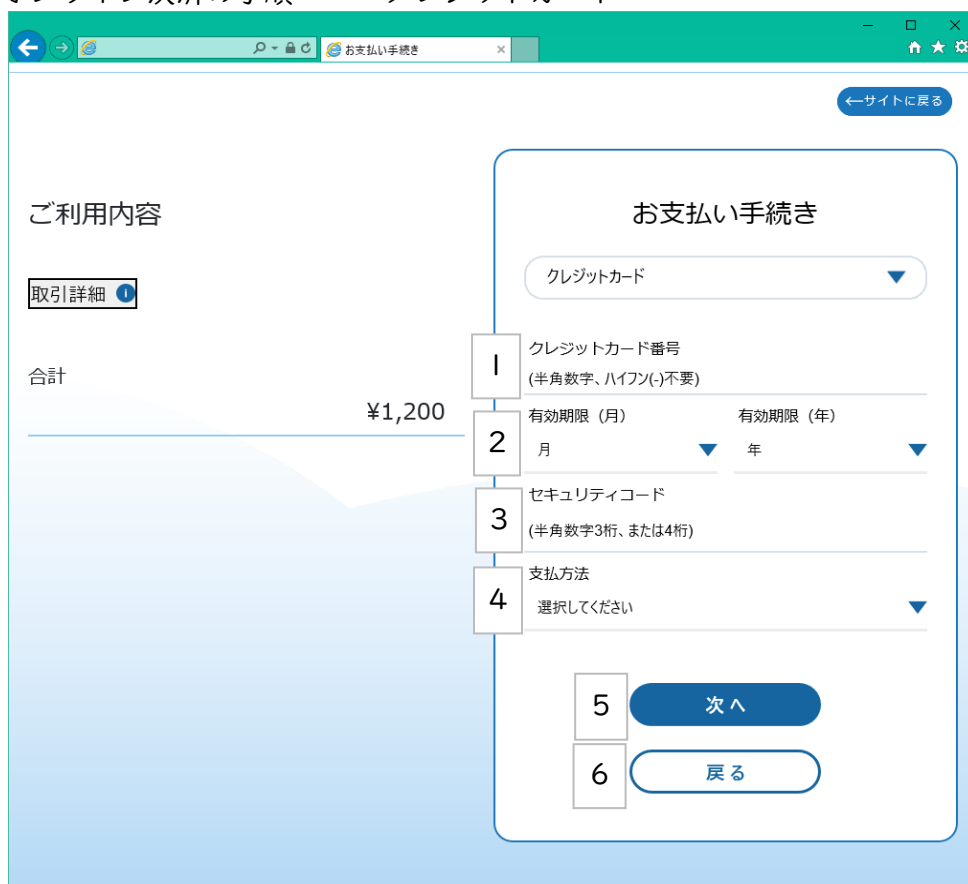 お支払い手続き
←サイトに戻る
ご利用内容
取引詳細
合計
¥1,200
お支払い手続き
クレジットカード
1
クレジットカード番号
(半角数字、ハイフン(-)不要)
2
有効期限（月） 有効期限（年）
月 年
3
セキュリティコード
(半角数字3桁、または4桁)
4
支払方法
選択してください
5
次へ
6
戻る